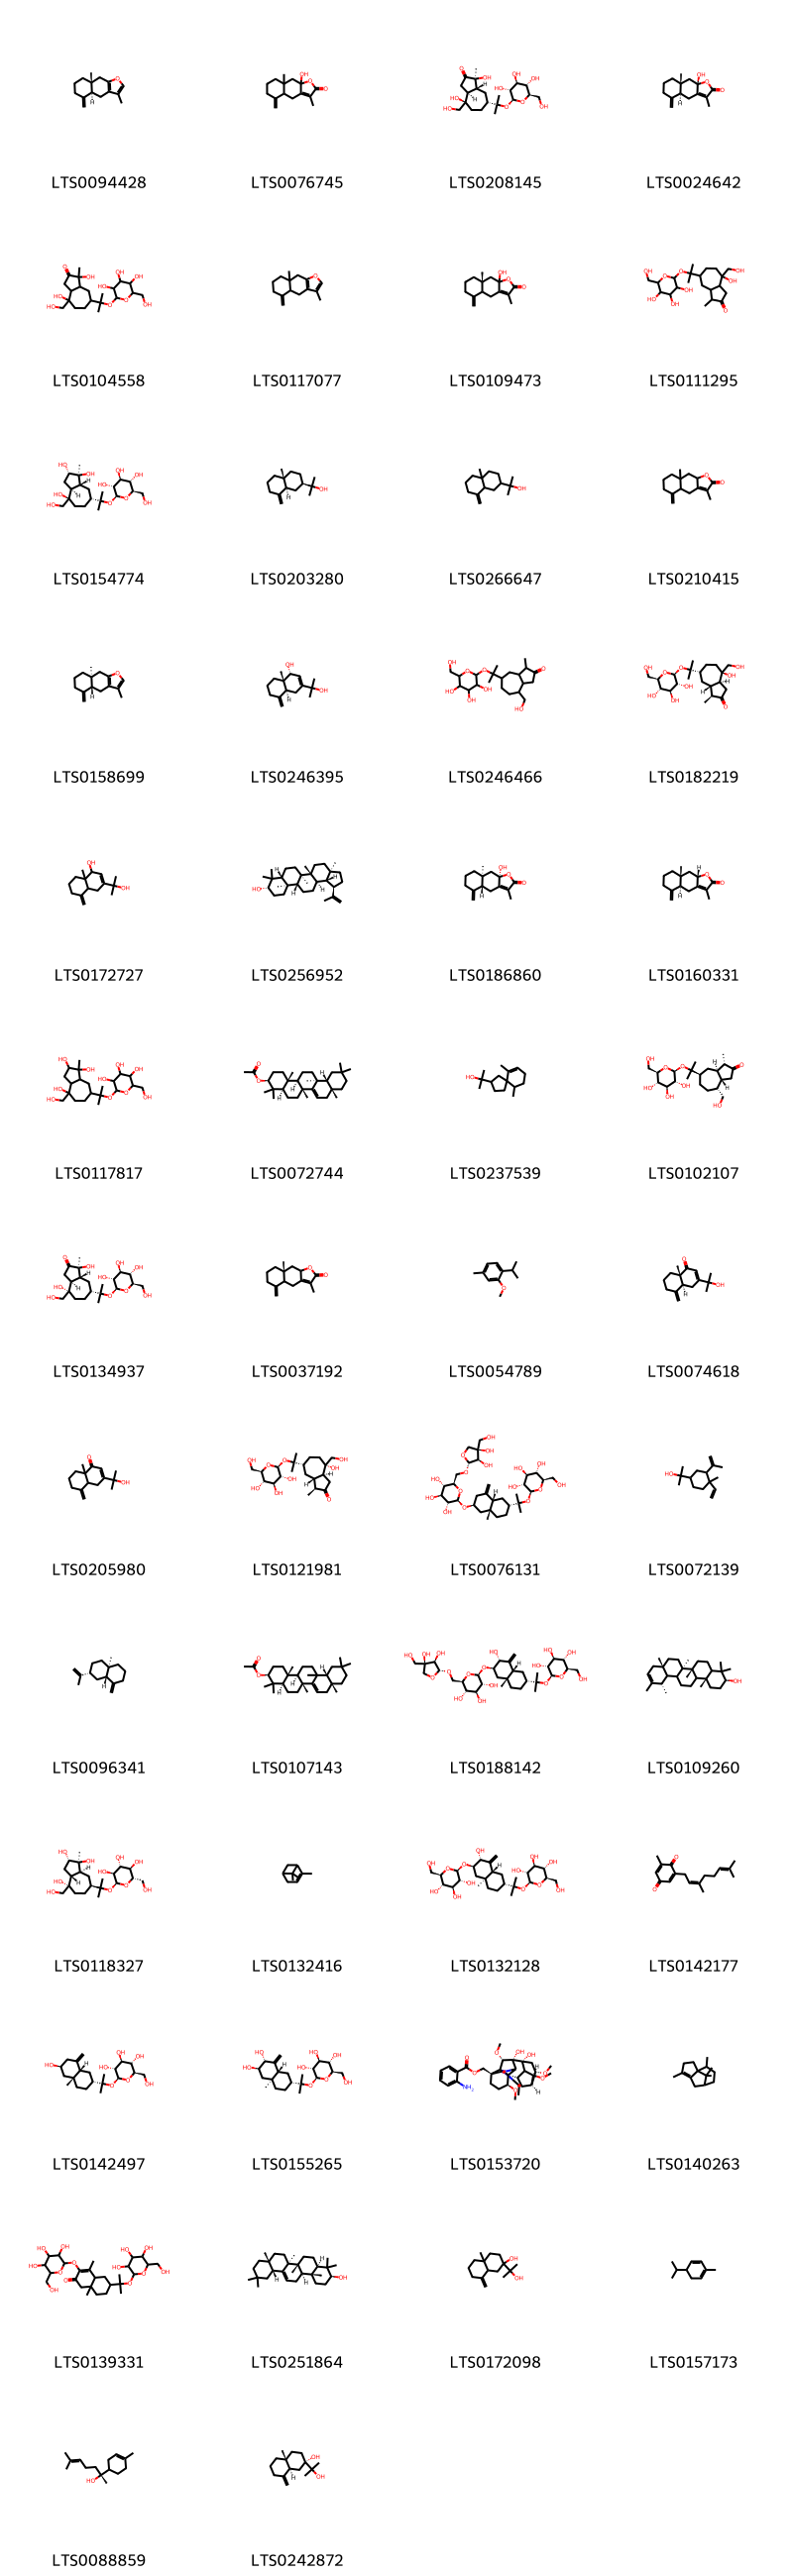 LTS0094428 LTS0076745 LTS0208145 LTS0024642
LTS0104558 LTS0117077 LTS0109473 LTS0111295
LTS0154774 LTS0203280 LTS0266647 LTS0210415
LTS0158699 LTS0246395 LTS0246466 LTS0182219
LTS0172727 LTS0256952 LTS0186860 LTS0160331
LTS0117817 LTS0072744 LTS0237539 LTS0102107
LTS0134937 LTS0037192 LTS0054789 LTS0074618
LTS0205980 LTS0121981 LTS0076131 LTS0072139
LTS0096341 LTS0107143 LTS0188142 LTS0109260
LTS0118327 LTS0132416 LTS0132128 LTS0142177
LTS0142497 LTS0155265 LTS0153720 LTS0140263
LTS0139331 LTS0251864 LTS0172098 LTS0157173
LTS0088859 LTS0242872